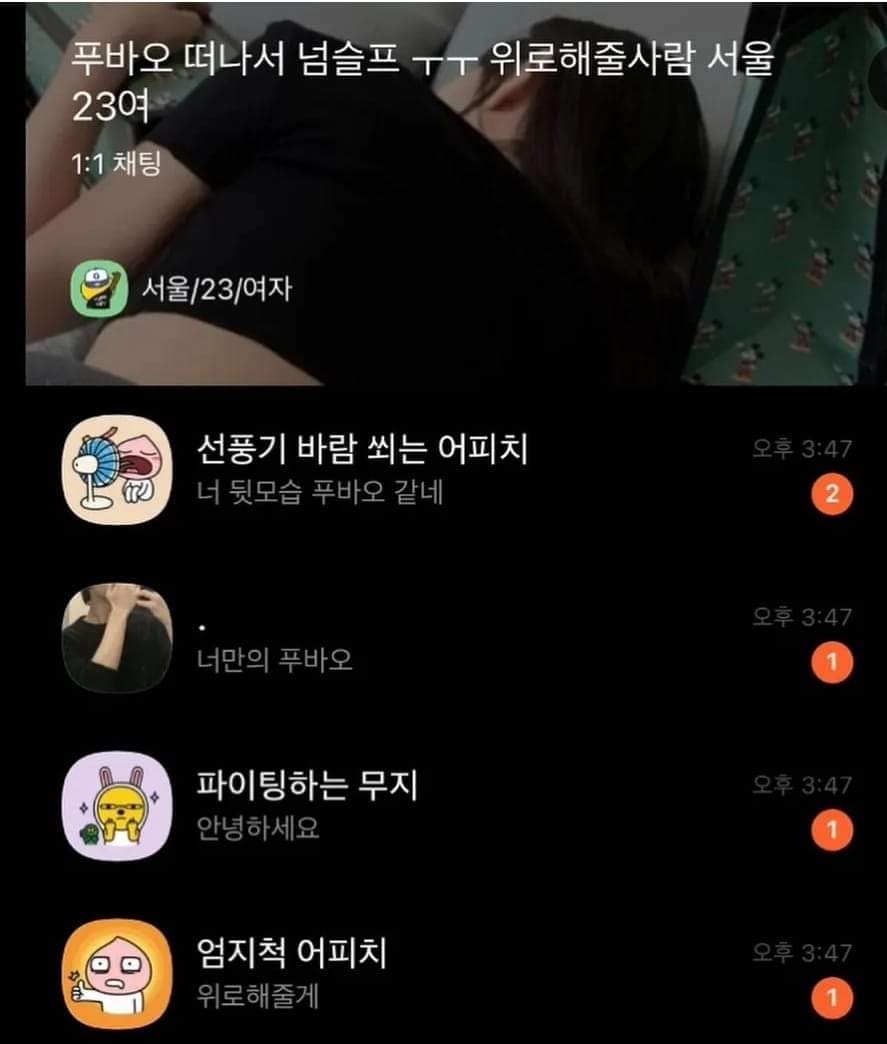 푸바오 떠나서 넘슬프 ㅜㅜ 위로해줄사람 서울
23여
1:1 채팅
서울/23/여자
선풍기 바람 쐬는 어피치
오후 3:47
너 뒷모습 푸바오 같네
2
.
오후 3:47
너만의 푸바오
1
파이팅하는 무지
오후 3:47
안녕하세요
1
엄지척 어피치
오후 3:47
위로해줄게
1